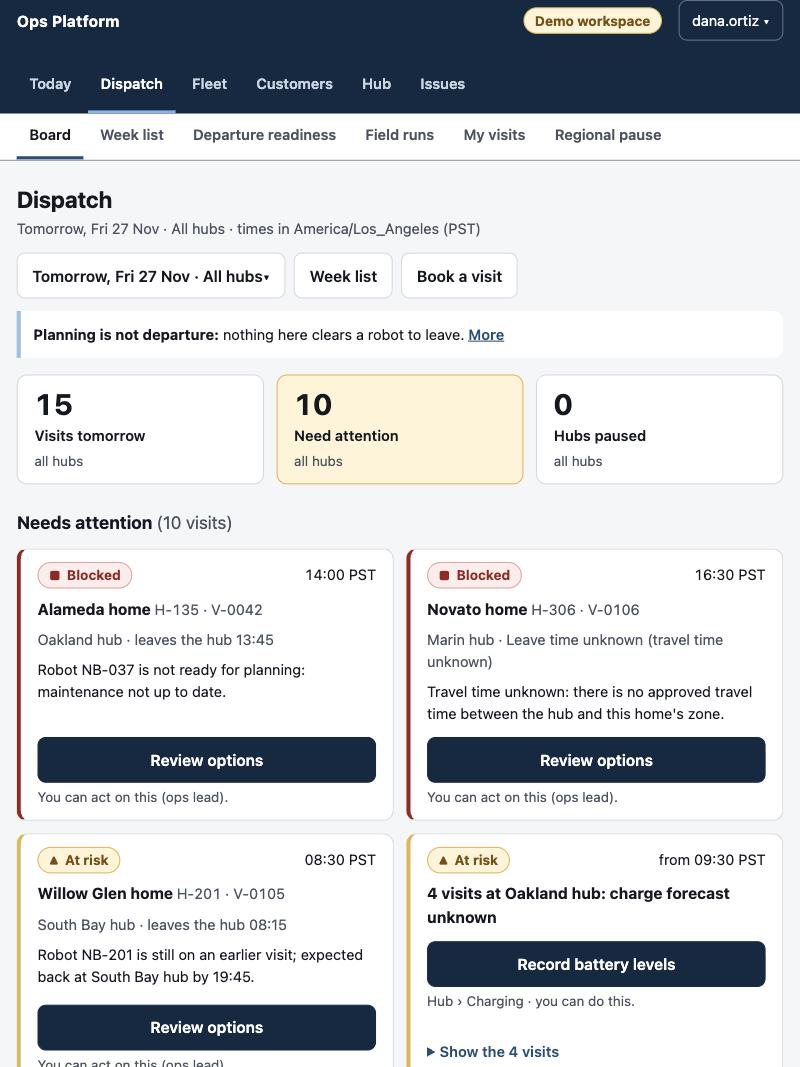 Ops Platform
Demo workspace
dana.ortiz ▾
Today
Dispatch
Fleet
Customers
Hub
Issues
Board
Week list
Departure readiness
Field runs
My visits
Regional pause
Dispatch
Tomorrow, Fri 27 Nov · All hubs · times in America/Los_Angeles (PST)
Tomorrow, Fri 27 Nov · All hubs▾
Week list
Book a visit
Planning is not departure: nothing here clears a robot to leave. More
15
Visits tomorrow
all hubs
10
Need attention
all hubs
0
Hubs paused
all hubs
Needs attention (10 visits)
Blocked
14:00 PST
Alameda home H-135 · V-0042
Oakland hub · leaves the hub 13:45
Robot NB-037 is not ready for planning:
maintenance not up to date.
Review options
You can act on this (ops lead).
Blocked
16:30 PST
Novato home H-306 · V-0106
Marin hub · Leave time unknown (travel time
unknown)
Travel time unknown: there is no approved travel
time between the hub and this home's zone.
Review options
You can act on this (ops lead).
At risk
08:30 PST
Willow Glen home H-201 · V-0105
South Bay hub · leaves the hub 08:15
Robot NB-201 is still on an earlier visit; expected
back at South Bay hub by 19:45.
Review options
You can act on this (ops lead)
At risk
from 09:30 PST
4 visits at Oakland hub: charge forecast
unknown
Record battery levels
Hub › Charging · you can do this.
Show the 4 visits